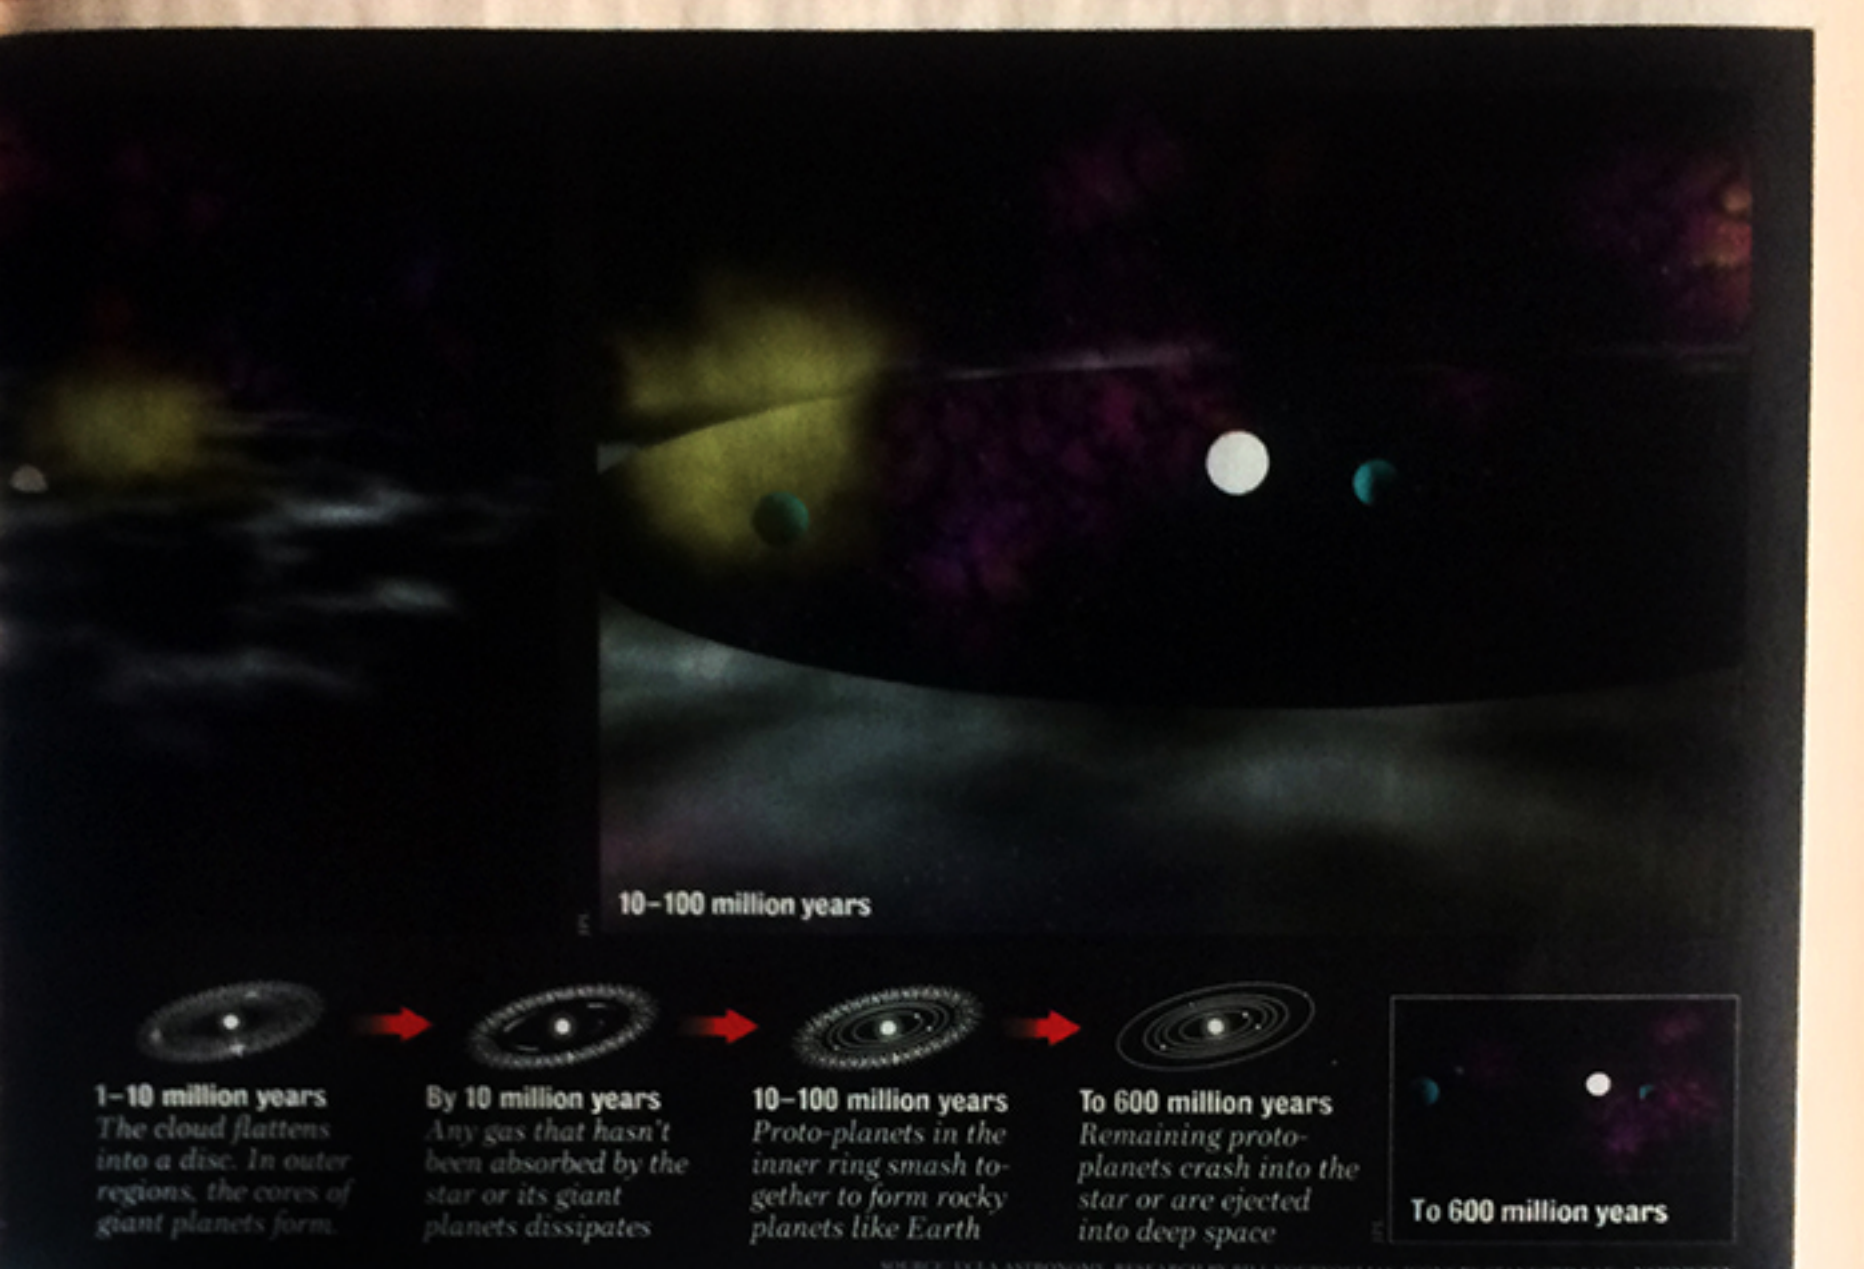 10–100 million years
1–10 million years
The cloud flattens
into a disc. In outer
regions, the cores of
giant planets form.
By 10 million years
Any gas that hasn't
been absorbed by the
star or its giant
planets dissipates
10–100 million years
Proto-planets in the
inner ring smash to-
gether to form rocky
planets like Earth
To 600 million years
Remaining proto-
planets crash into the
star or are ejected
into deep space
To 600 million years